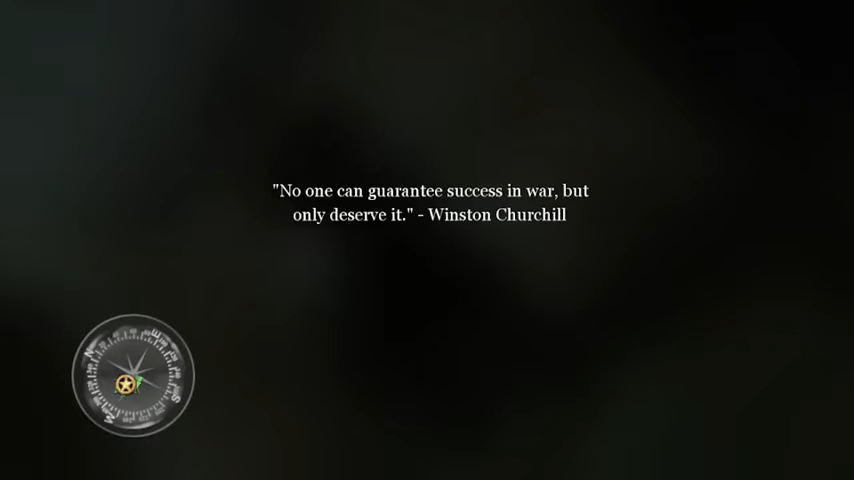 "No one can guarantee success in war, but
only deserve it." - Winston Churchill
N
E
S
W